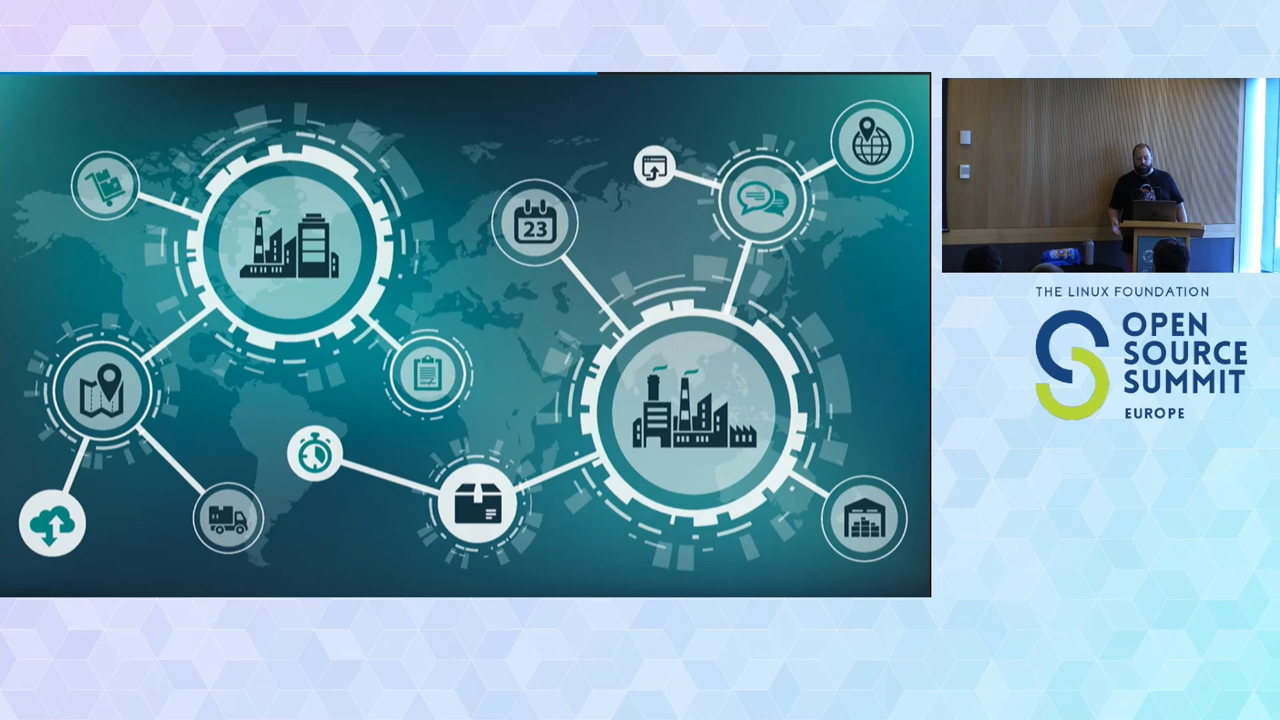 23
THE LINUX FOUNDATION
OPEN
SOURCE
SUMMIT
EUROPE